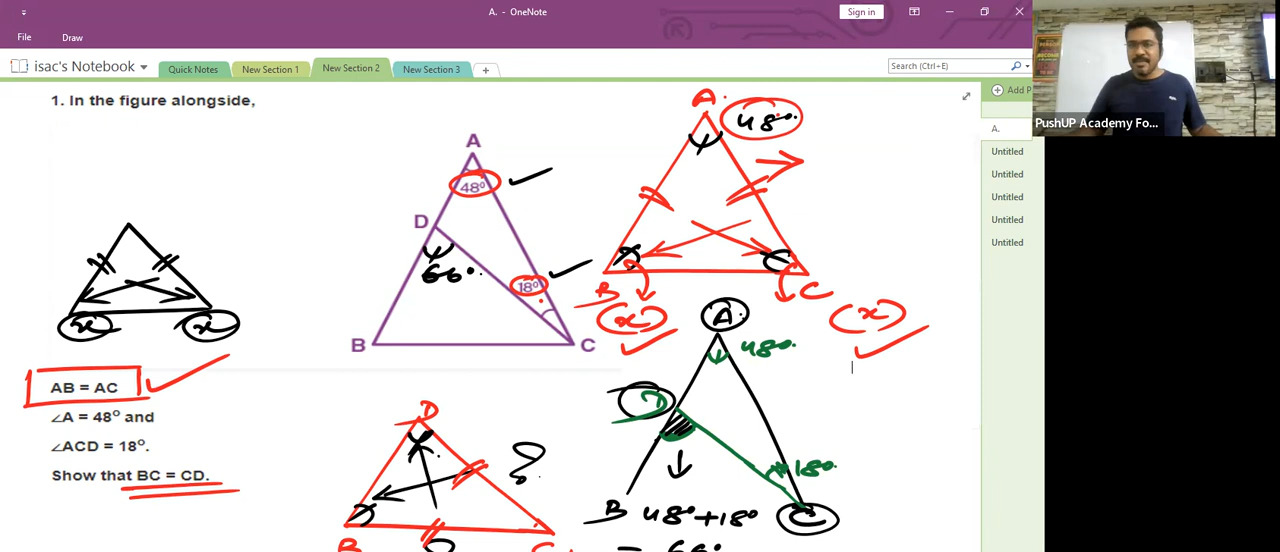 A. - OneNote
Sign in
File
Draw
isac's Notebook
Quick Notes
New Section 1
New Section 2
New Section 3
Search (Ctrl+E)
PushUP Academy Fo...
Add P
A.
Untitled
Untitled
Untitled
Untitled
Untitled
1. In the figure alongside,
A
48°
D
66°
18°
B
C
A
48°
B
C
(x)
(x)
x
x
AB = AC
∠A = 48° and
∠ACD = 18°.
Show that BC = CD.
D
B
C
A
48°
D
18°
B
C
48°+18°
= 66°